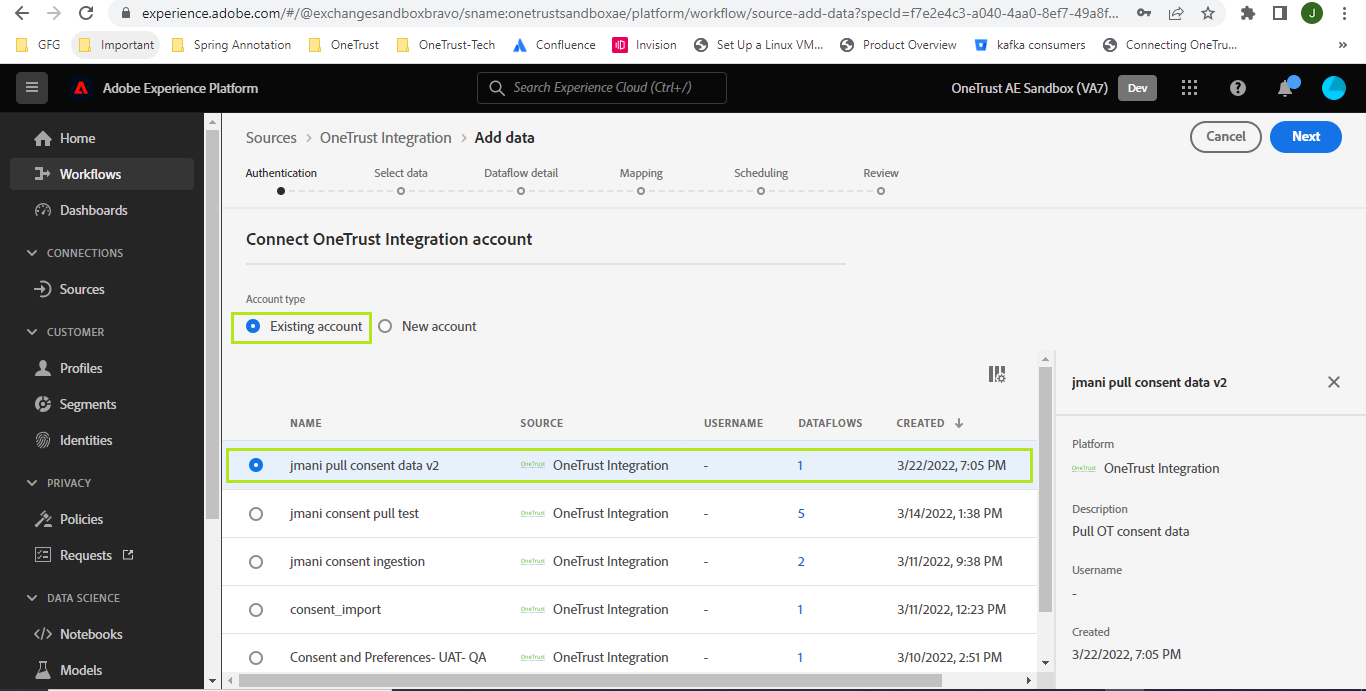 experience.adobe.com/#/@exchangesandboxbravo/sname:onetrustsandboxae/platform/workflow/source-add-data?specId=f7e2e4c3-a040-4aa0-8ef7-49a8f...
J
GFG Important Spring Annotation OneTrust OneTrust-Tech Confluence Invision Set Up a Linux VM... Product Overview kafka consumers Connecting OneTru... »
Adobe Experience Platform Search Experience Cloud (Ctrl+/) OneTrust AE Sandbox (VA7) Dev
Home
Workflows
Dashboards
CONNECTIONS
Sources
CUSTOMER
Profiles
Segments
Identities
PRIVACY
Policies
Requests
DATA SCIENCE
Notebooks
Models
Sources > OneTrust Integration > Add data
Cancel Next
Authentication Select data Dataflow detail Mapping Scheduling Review
Connect OneTrust Integration account
Account type
Existing account New account
NAME SOURCE USERNAME DATAFLOWS CREATED ↓
jmani pull consent data v2 OneTrust OneTrust Integration - 1 3/22/2022, 7:05 PM
jmani consent pull test OneTrust OneTrust Integration - 5 3/14/2022, 1:38 PM
jmani consent ingestion OneTrust OneTrust Integration - 2 3/11/2022, 9:38 PM
consent_import OneTrust OneTrust Integration - 1 3/11/2022, 12:23 PM
Consent and Preferences- UAT- QA OneTrust OneTrust Integration - 1 3/10/2022, 2:51 PM
jmani pull consent data v2
Platform
OneTrust OneTrust Integration
Description
Pull OT consent data
Username
-
Created
3/22/2022, 7:05 PM